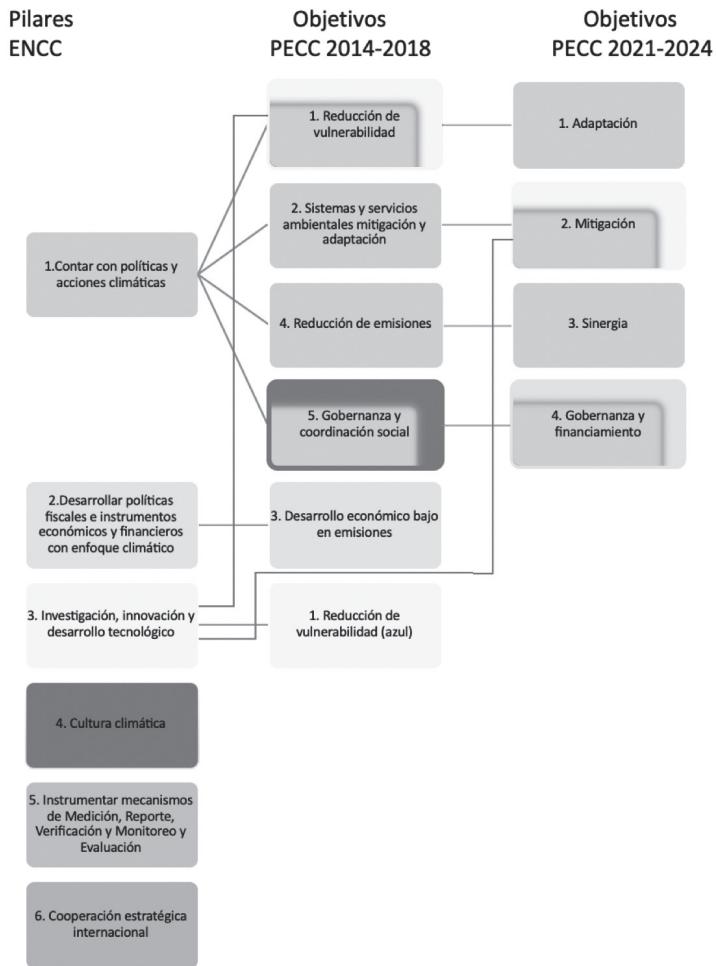 Pilares
ENCC
Objetivos
PECC 2014-2018
Objetivos
PECC 2021-2024
1. Reducción de
vulnerabilidad
1. Adaptación
2. Sistemas y servicios
ambientales mitigación y
adaptación
2. Mitigación
1.Contar con políticas y
acciones climáticas
4. Reducción de emisiones
3. Sinergia
5. Gobernanza y
coordinación social
4. Gobernanza y
financiamiento
2.Desarrollar políticas
fiscales e instrumentos
económicos y financieros
con enfoque climático
3. Desarrollo económico bajo
en emisiones
3. Investigación, innovación y
desarrollo tecnológico
1. Reducción de
vulnerabilidad (azul)
4. Cultura climática
5. Instrumentar mecanismos
de Medición, Reporte,
Verificación y Monitoreo y
Evaluación
6. Cooperación estratégica
internacional